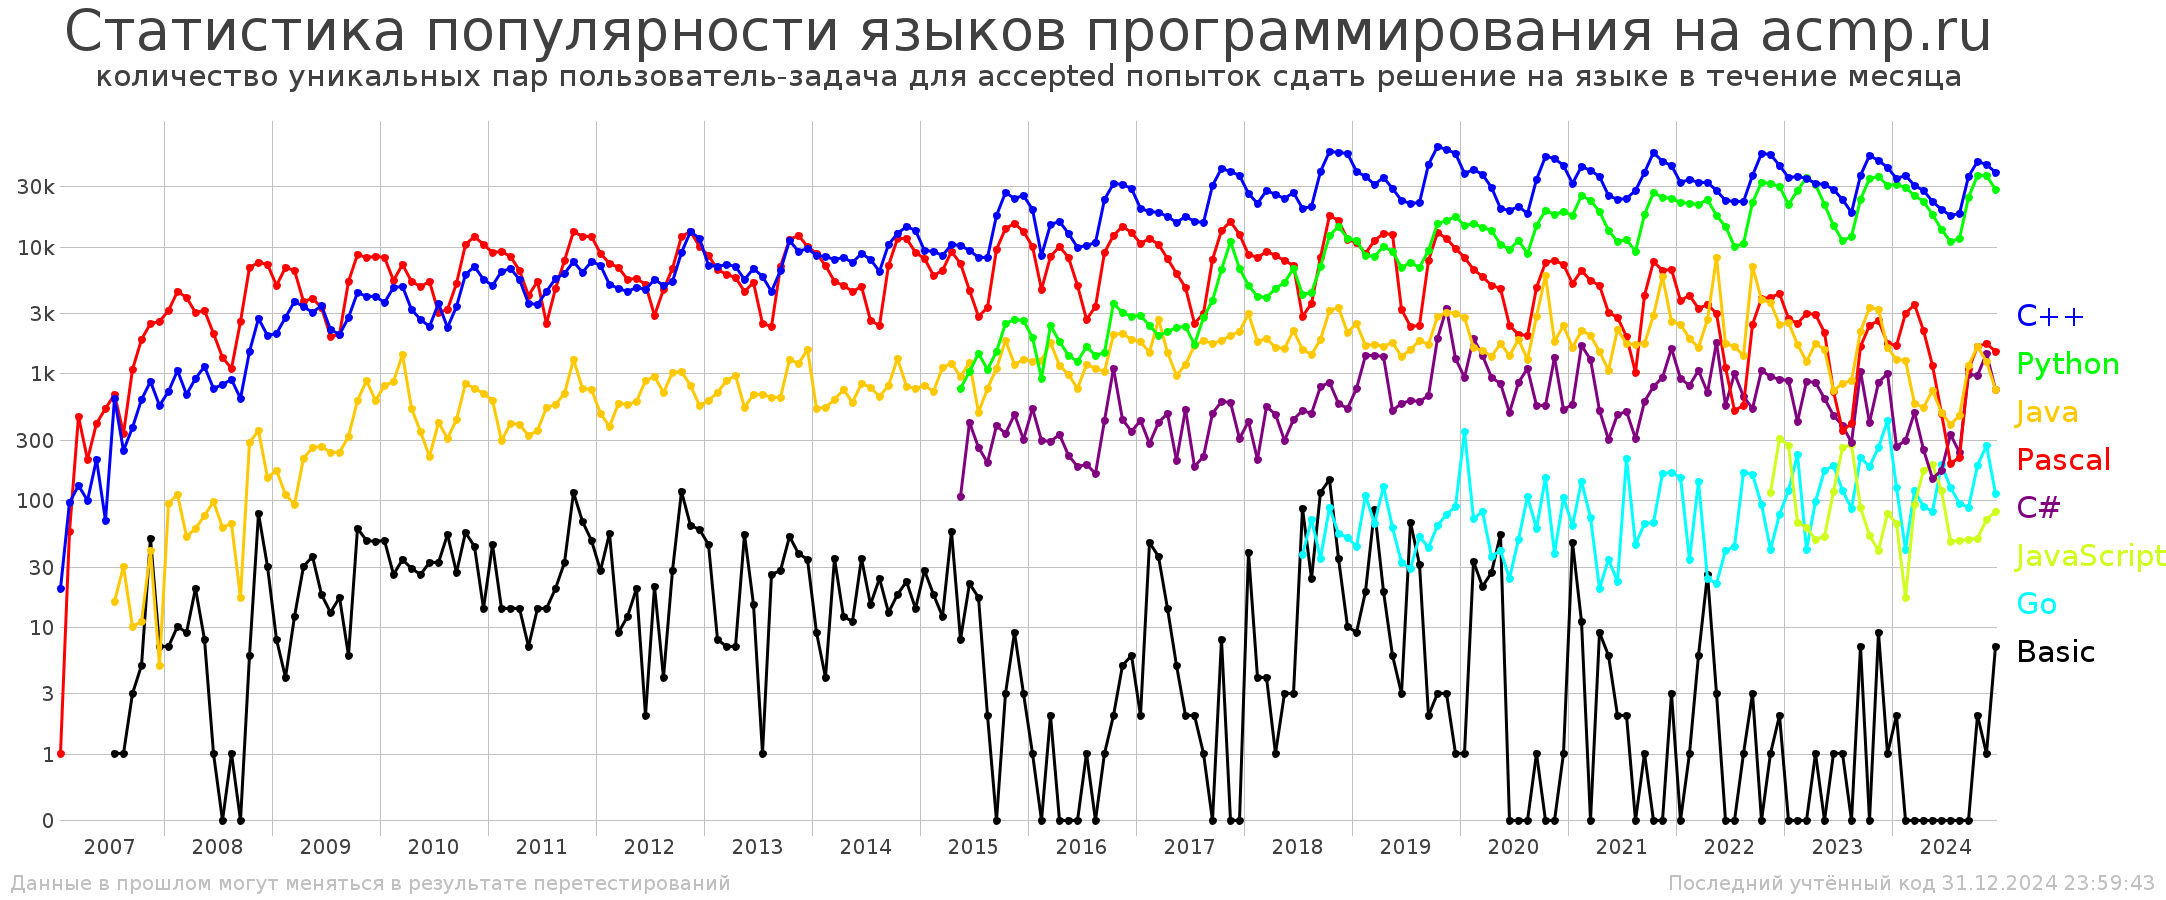 Статистика популярности языков программирования на acmp.ru
количество уникальных пар пользователь-задача для accepted попыток сдать решение на языке в течение месяца
30k
10k
3k
1k
300
100
30
10
3
1
0
C++
Python
Java
Pascal
C#
JavaScript
Go
Basic
2007 2008 2009 2010 2011 2012 2013 2014 2015 2016 2017 2018 2019 2020 2021 2022 2023 2024
Данные в прошлом могут меняться в результате перетестирований
Последний учтённый код 31.12.2024 23:59:43